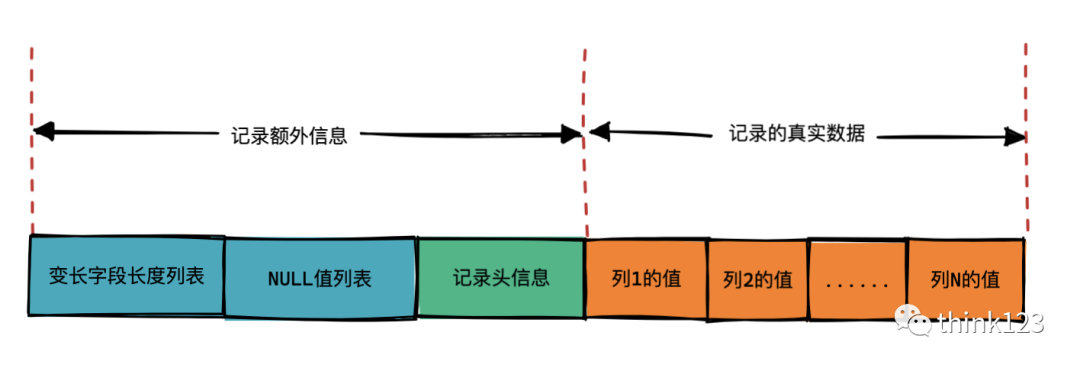 记录额外信息
记录的真实数据
变长字段长度列表
NULL值列表
记录头信息
列1的值
列2的值
......
列N的值
think123